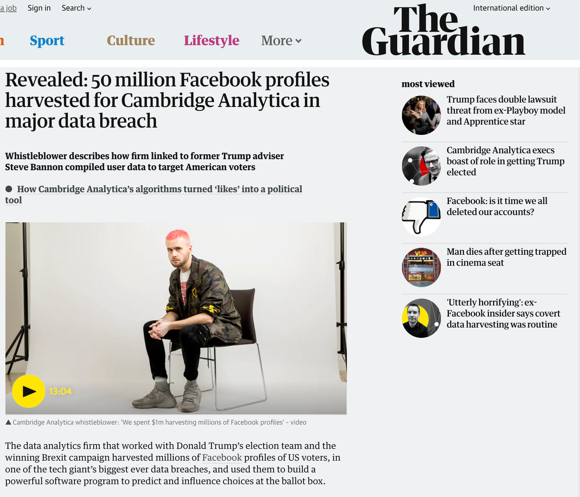 a job
Sign in
Search
International edition
The
Guardian
Sport
Culture
Lifestyle
More
Revealed: 50 million Facebook profiles
harvested for Cambridge Analytica in
major data breach
Whistleblower describes how firm linked to former Trump adviser
Steve Bannon compiled user data to target American voters
How Cambridge Analytica's algorithms turned ‘likes’ into a political
tool
13:04
Cambridge Analytica whistleblower: ‘We spent $1m harvesting millions of Facebook profiles’ – video
The data analytics firm that worked with Donald Trump’s election team and the
winning Brexit campaign harvested millions of Facebook profiles of US voters, in
one of the tech giant’s biggest ever data breaches, and used them to build a
powerful software program to predict and influence choices at the ballot box.
most viewed
Trump faces double lawsuit
threat from ex-Playboy model
and Apprentice star
Cambridge Analytica execs
boast of role in getting Trump
elected
Facebook: is it time we all
deleted our accounts?
Man dies after getting trapped
in cinema seat
‘Utterly horrifying’: ex-
Facebook insider says covert
data harvesting was routine